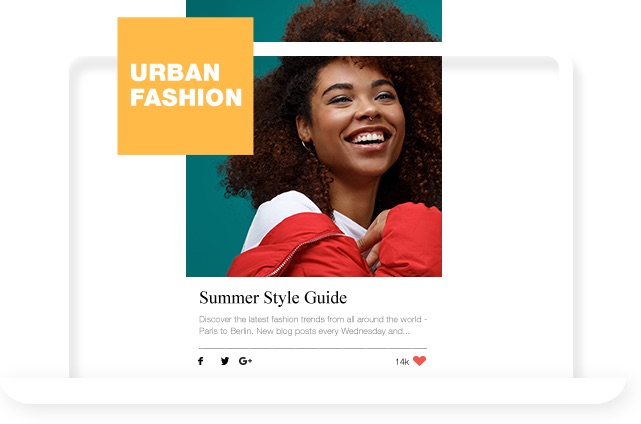 URBAN
FASHION
Summer Style Guide
Discover the latest fashion trends from all around the world -
Paris to Berlin. New blog posts every Wednesday and...
14k